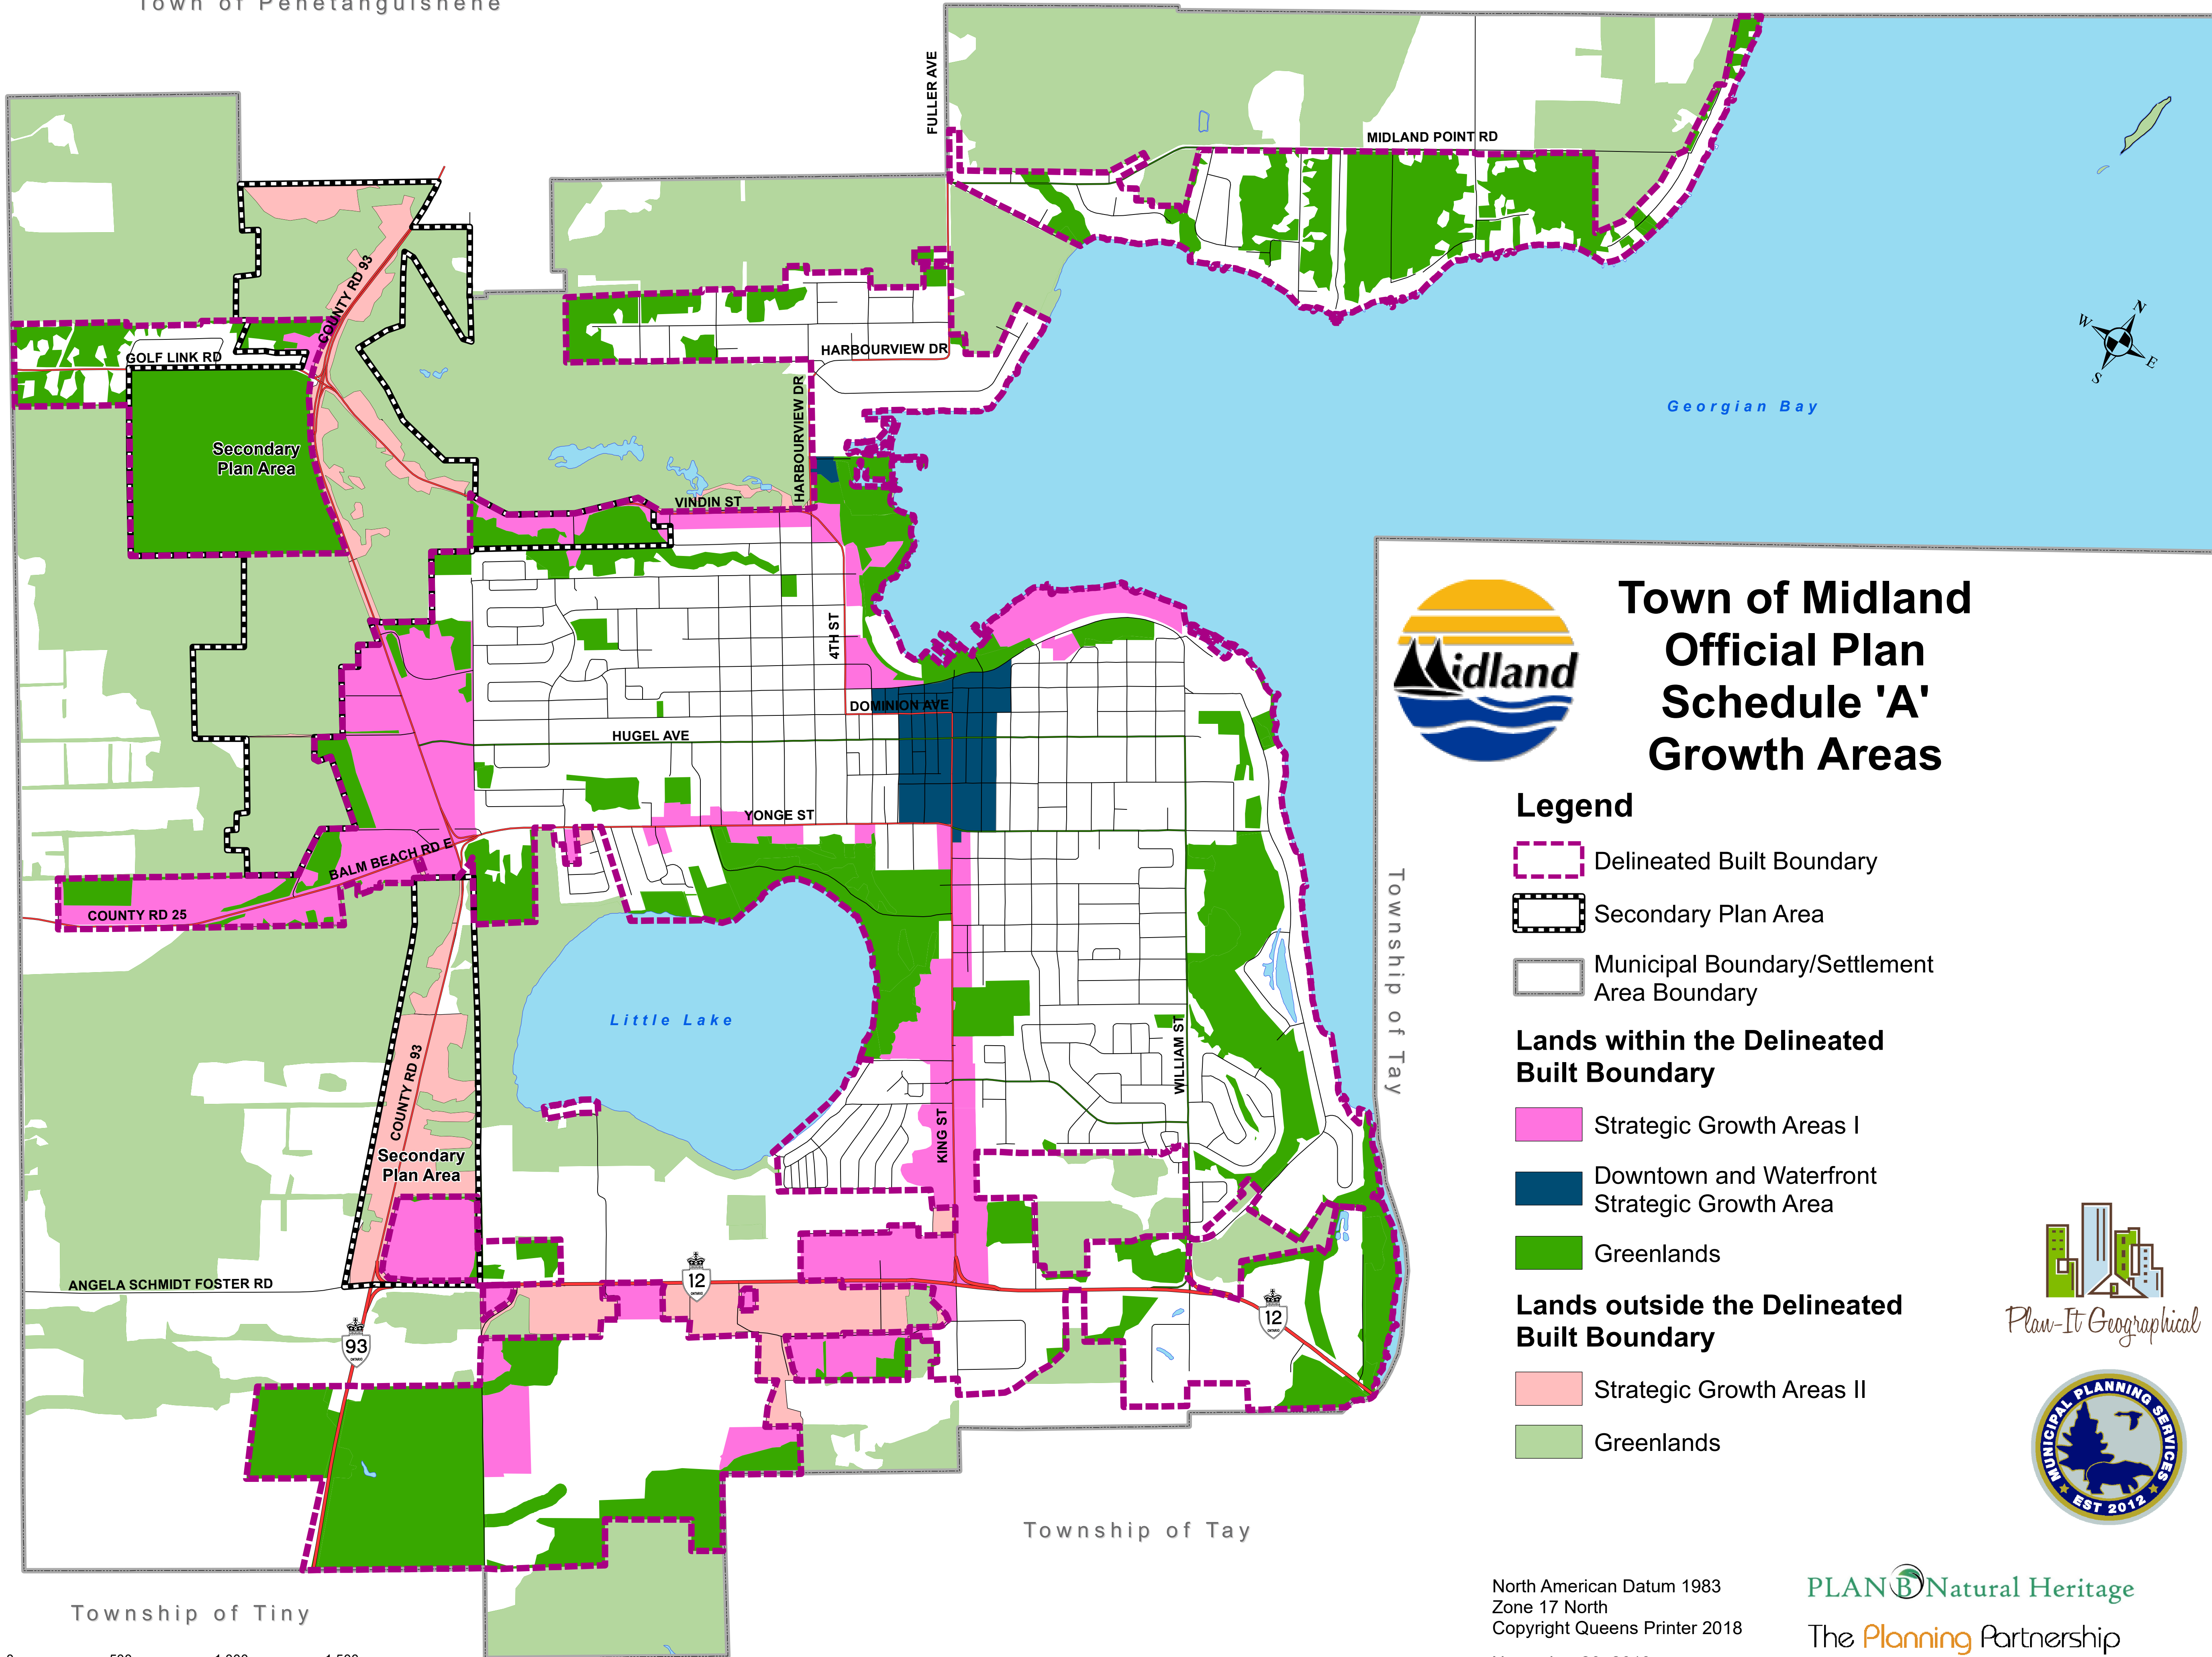 Town of Penetanguishene
FULLER AVE
MIDLAND POINT RD
COUNTY RD 93
GOLF LINK RD
HARBOURVIEW DR
HARBOURVIEW DR
N
W
E
S
Georgian Bay
Secondary
Plan Area
VINDIN ST
4TH ST
DOMINION AVE
HUGEL AVE
YONGE ST
BALM BEACH RD E
COUNTY RD 25
Little Lake
WILLIAM ST
KING ST
COUNTY RD 93
Secondary
Plan Area
ANGELA SCHMIDT FOSTER RD
12
ONTARIO
12
ONTARIO
93
ONTARIO
Township of Tay
Township of Tay
Township of Tiny
Midland
Town of Midland
Official Plan
Schedule 'A'
Growth Areas
Legend
Delineated Built Boundary
Secondary Plan Area
Municipal Boundary/Settlement
Area Boundary
Lands within the Delineated
Built Boundary
Strategic Growth Areas I
Downtown and Waterfront
Strategic Growth Area
Greenlands
Lands outside the Delineated
Built Boundary
Strategic Growth Areas II
Greenlands
Plan-It Geographical
MUNICIPAL PLANNING SERVICES
EST 2012
North American Datum 1983
Zone 17 North
Copyright Queens Printer 2018
PLAN B Natural Heritage
The Planning Partnership